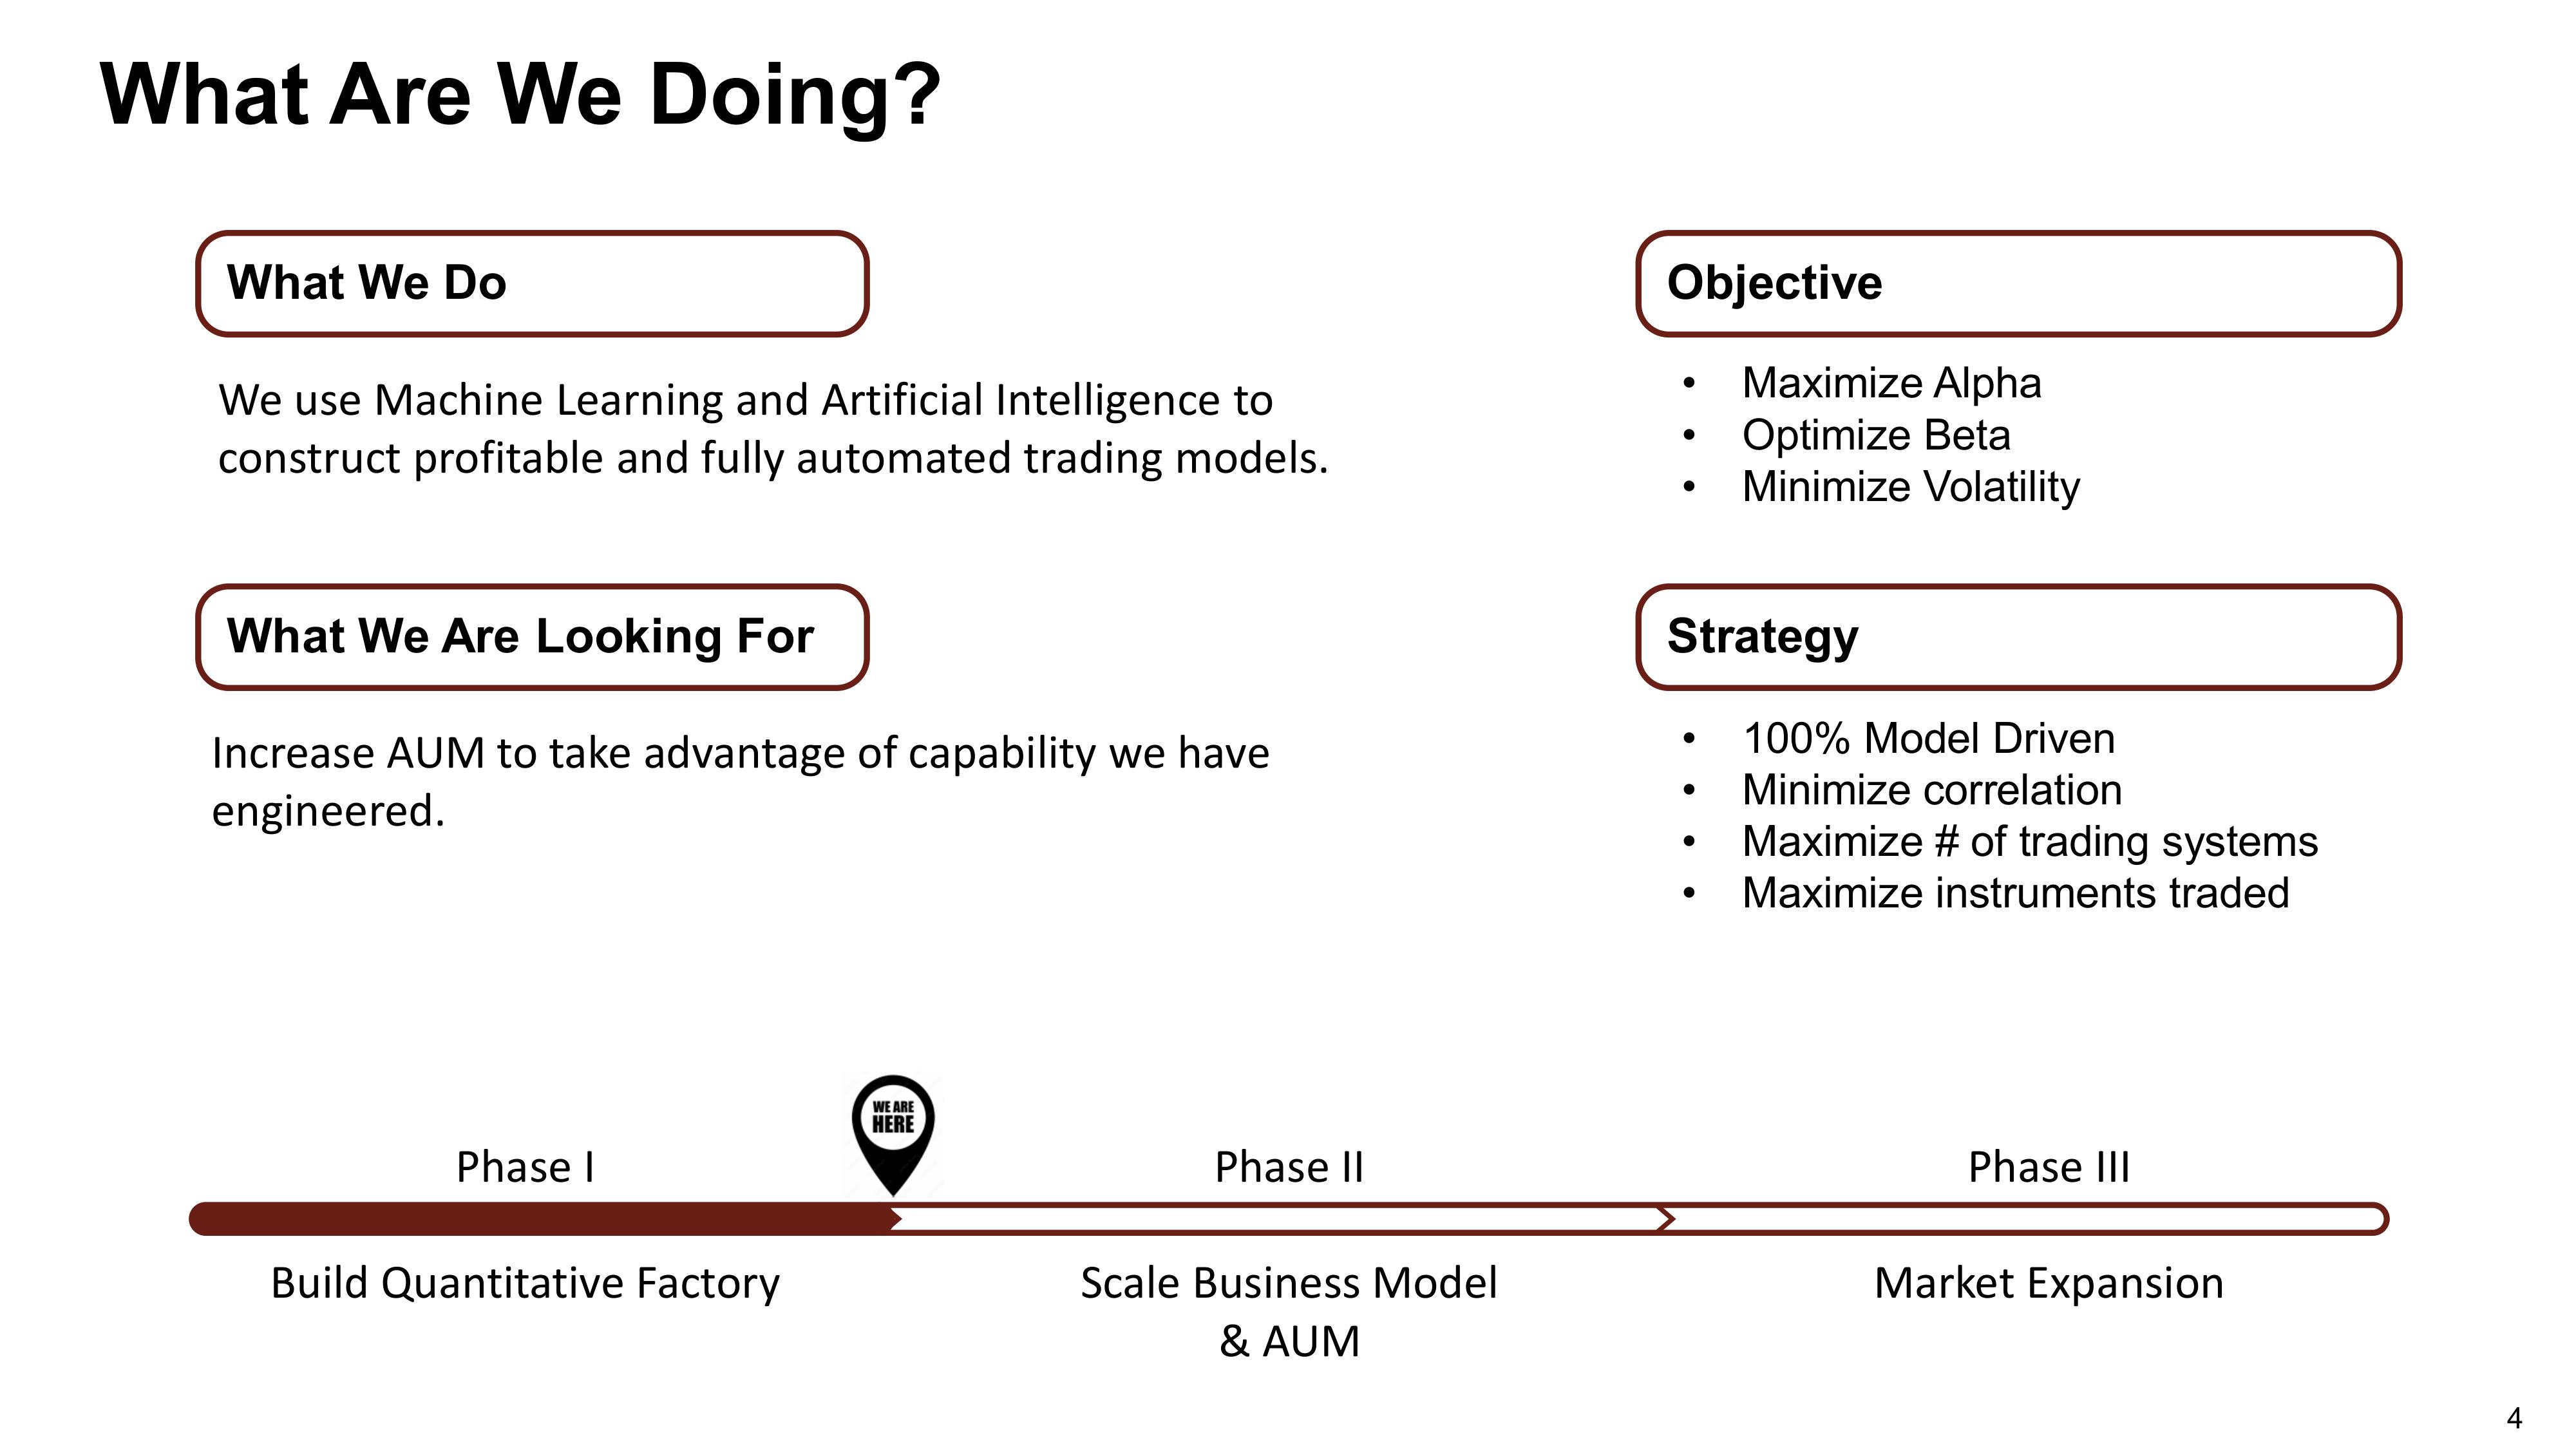 What Are We Doing?
What We Do
We use Machine Learning and Artificial Intelligence to
construct profitable and fully automated trading models.
What We Are Looking For
Increase AUM to take advantage of capability we have
engineered.
Objective
• Maximize Alpha
• Optimize Beta
• Minimize Volatility
Strategy
• 100% Model Driven
• Minimize correlation
• Maximize # of trading systems
• Maximize instruments traded
WE ARE
HERE
Phase I
Phase II
Phase III
Build Quantitative Factory
Scale Business Model
& AUM
Market Expansion
4